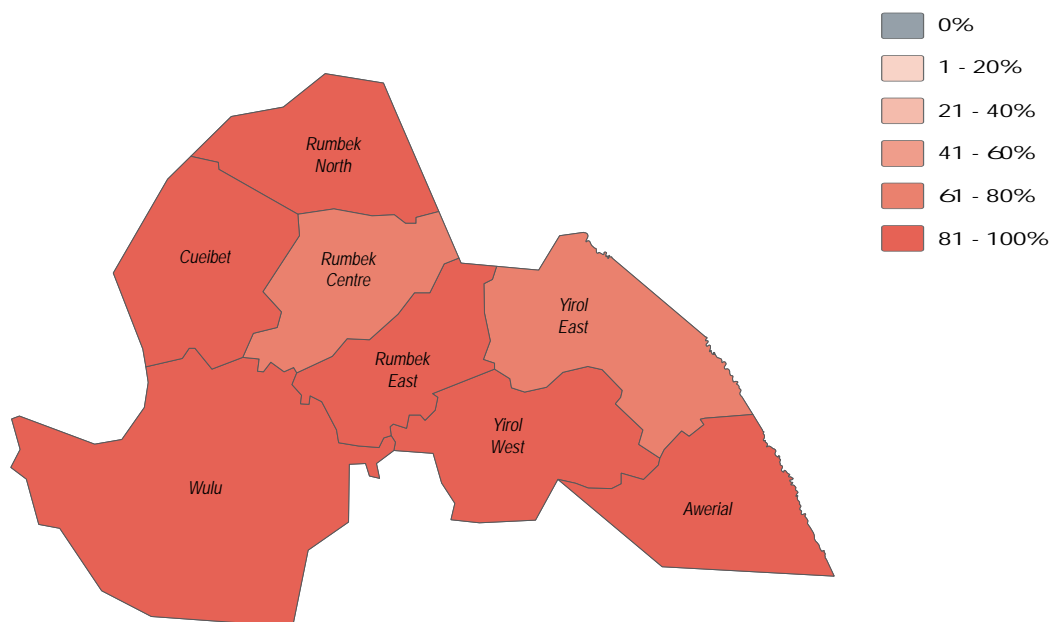 0%
1 - 20%
21 - 40%
41 - 60%
61 - 80%
81 - 100%
Rumbek
North
Cueibet
Rumbek
Centre
Yirol
East
Rumbek
East
Yirol
West
Wulu
Awerial